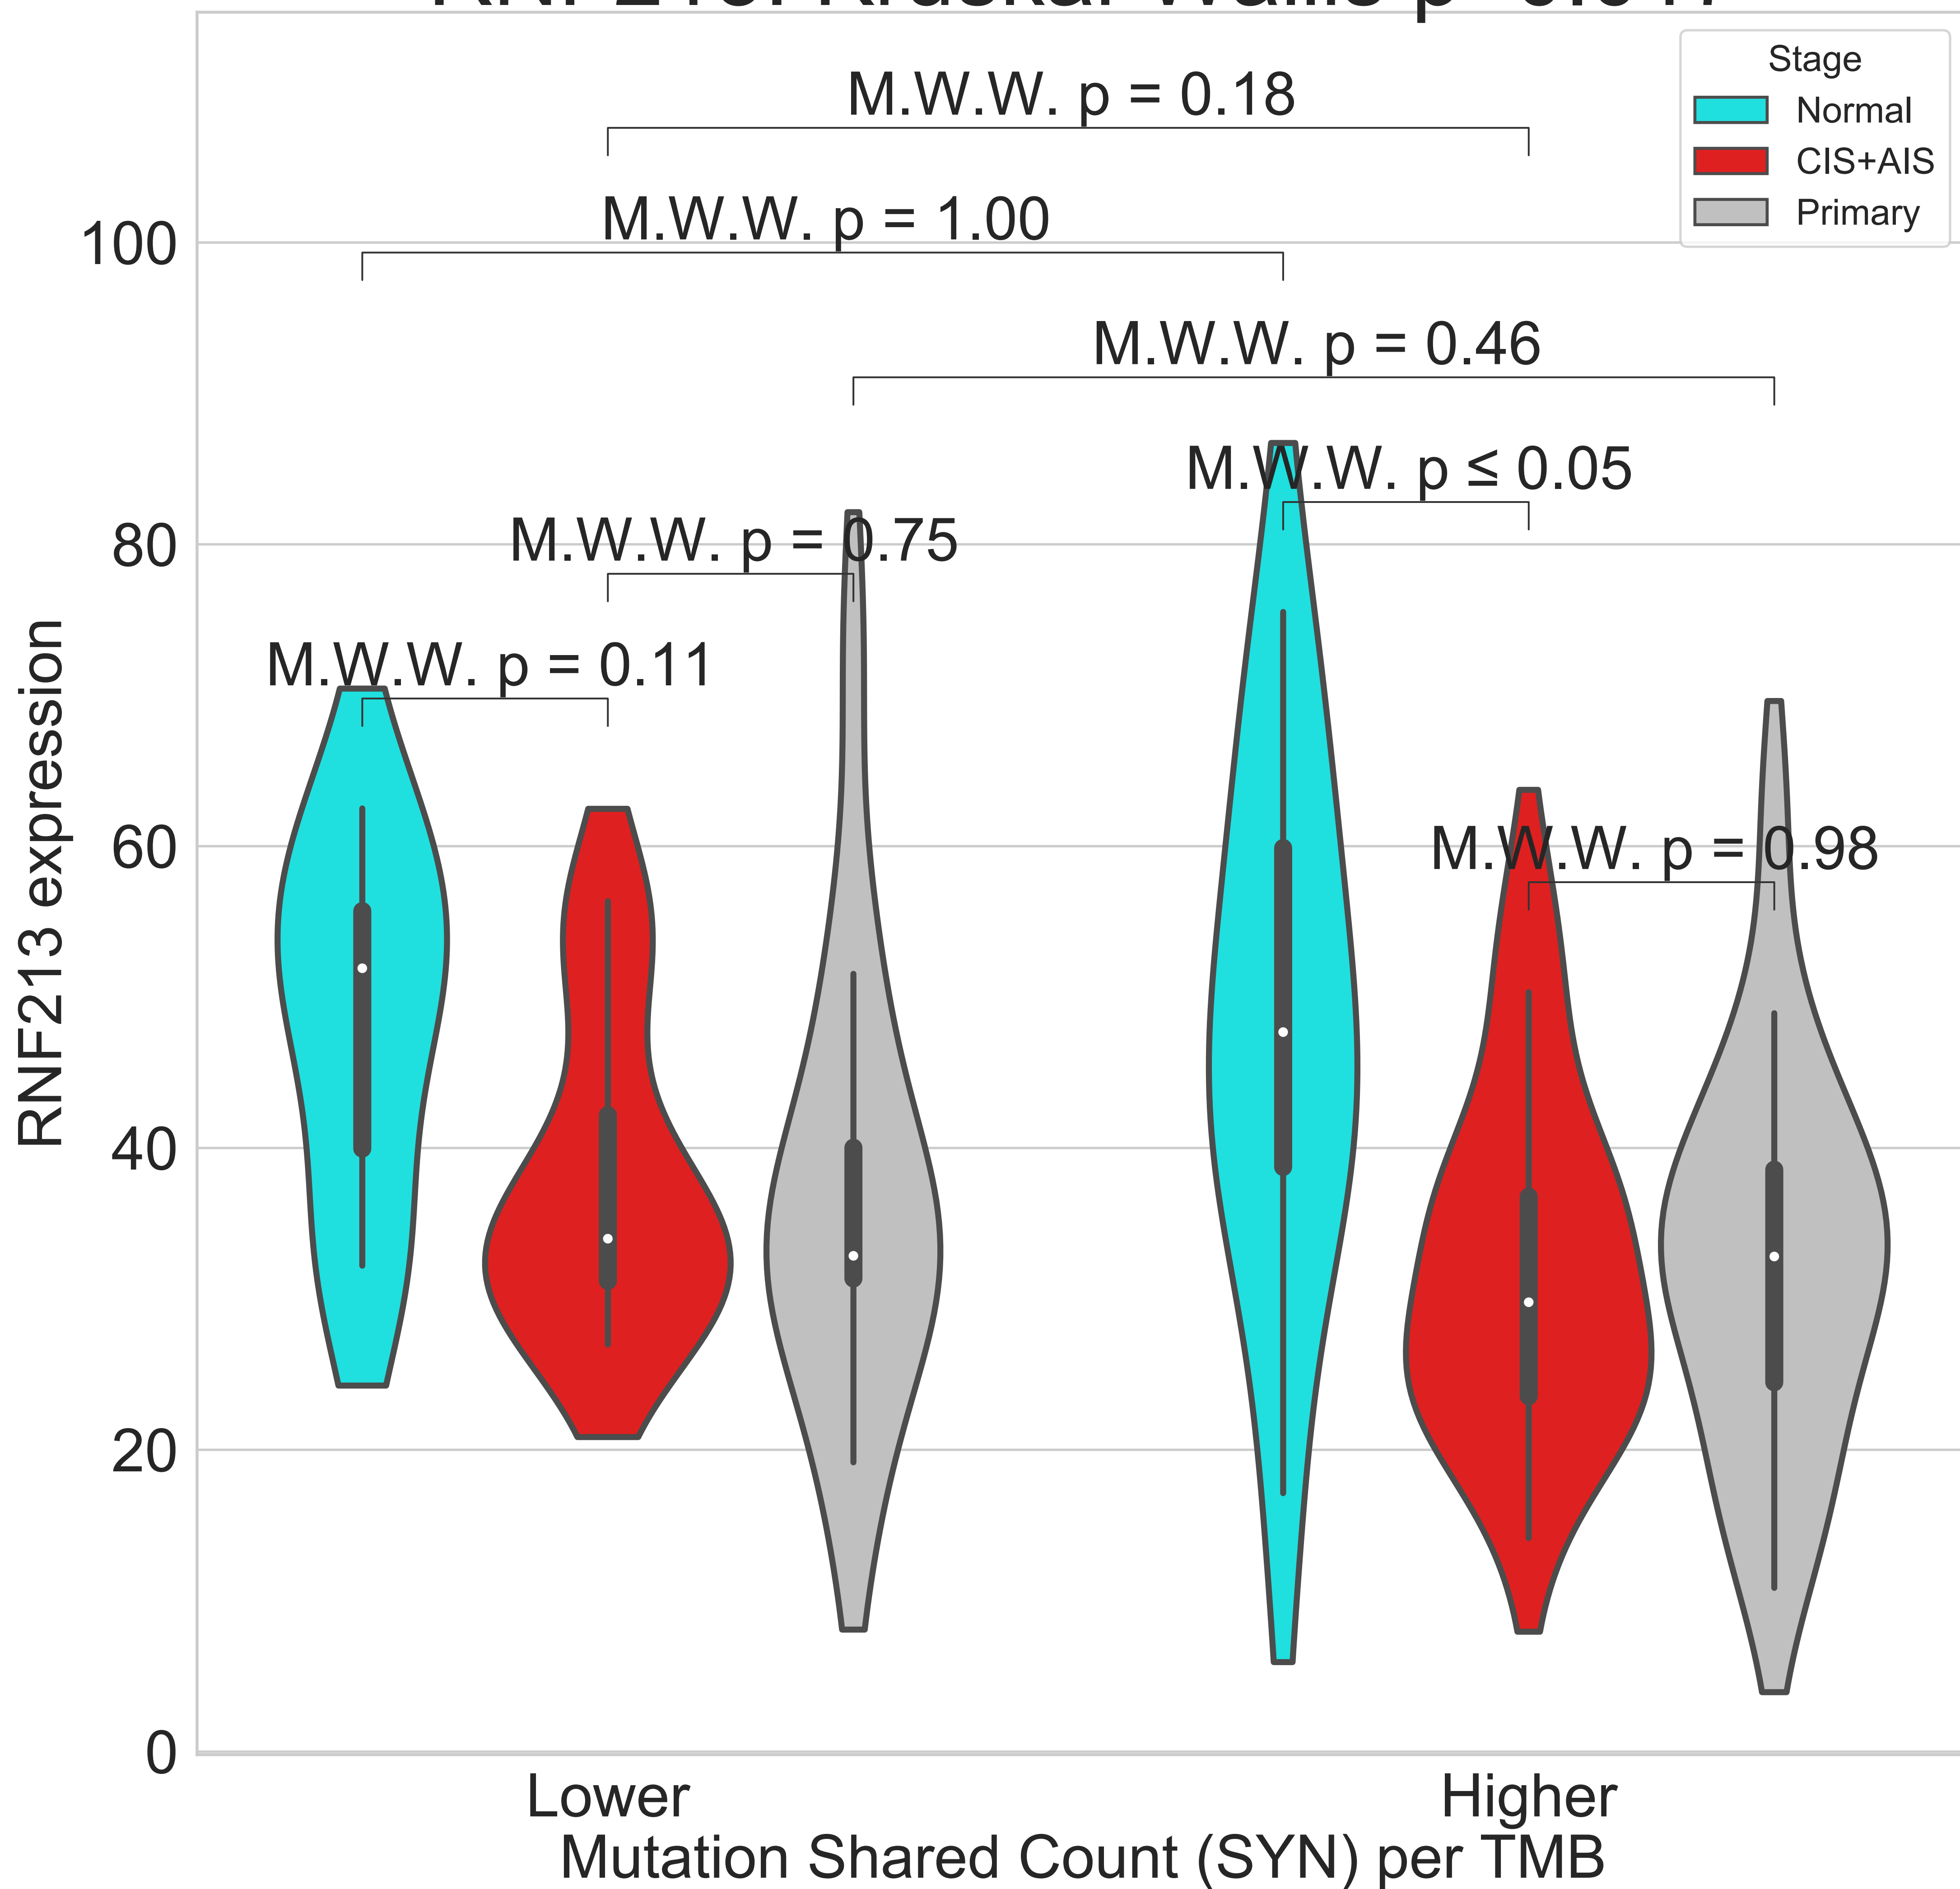 Stage
Normal
CIS+AIS
Primary
M.W.W. p = 0.18
M.W.W. p = 1.00
M.W.W. p = 0.46
M.W.W. p ≤ 0.05
M.W.W. p = 0.75
M.W.W. p = 0.11
M.W.W. p = 0.98
100
80
60
40
20
0
RNF213 expression
Lower
Higher
Mutation Shared Count (SYN) per TMB